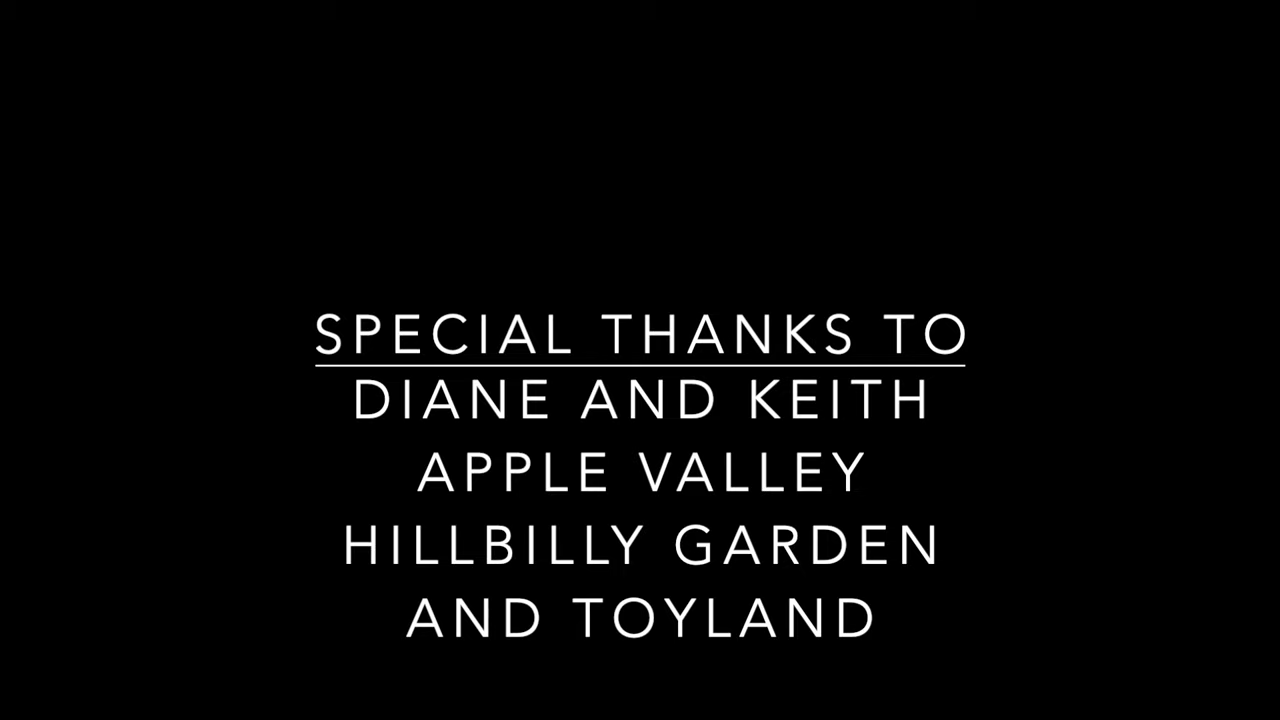 SPECIAL THANKS TO
DIANE AND KEITH
APPLE VALLEY
HILLBILLY GARDEN
AND TOYLAND